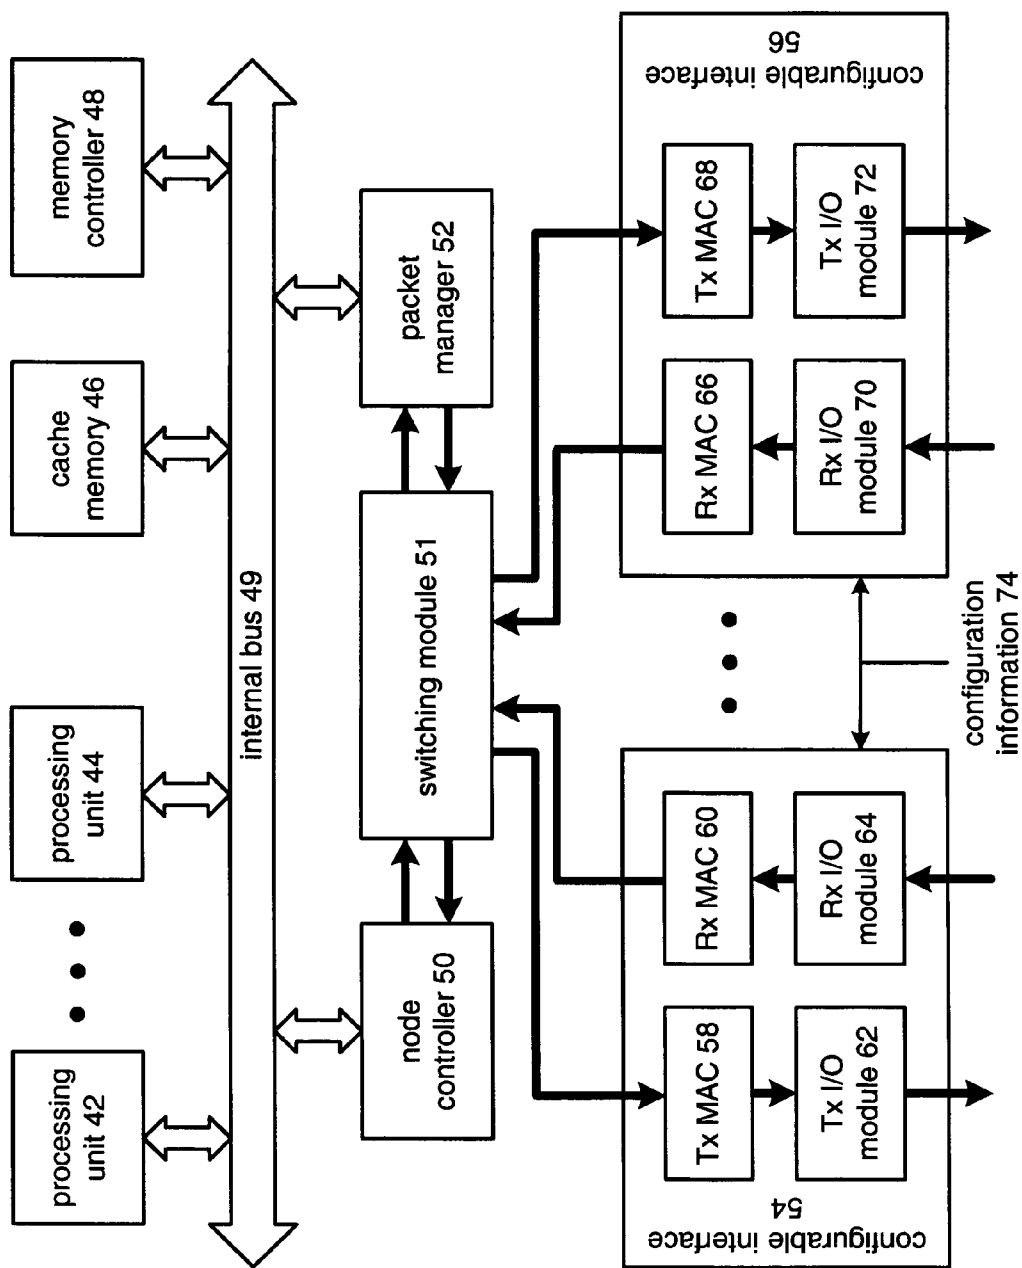 processing
unit 42
processing
unit 44
cache
memory 46
memory
controller 48
internal bus 49
node
controller 50
switching module 51
packet
manager 52
configurable interface
54
Tx MAC 58
Rx MAC 60
Tx I/O
module 62
Rx I/O
module 64
configuration
information 74
Rx MAC 66
Tx MAC 68
Rx I/O
module 70
Tx I/O
module 72
configurable interface
56